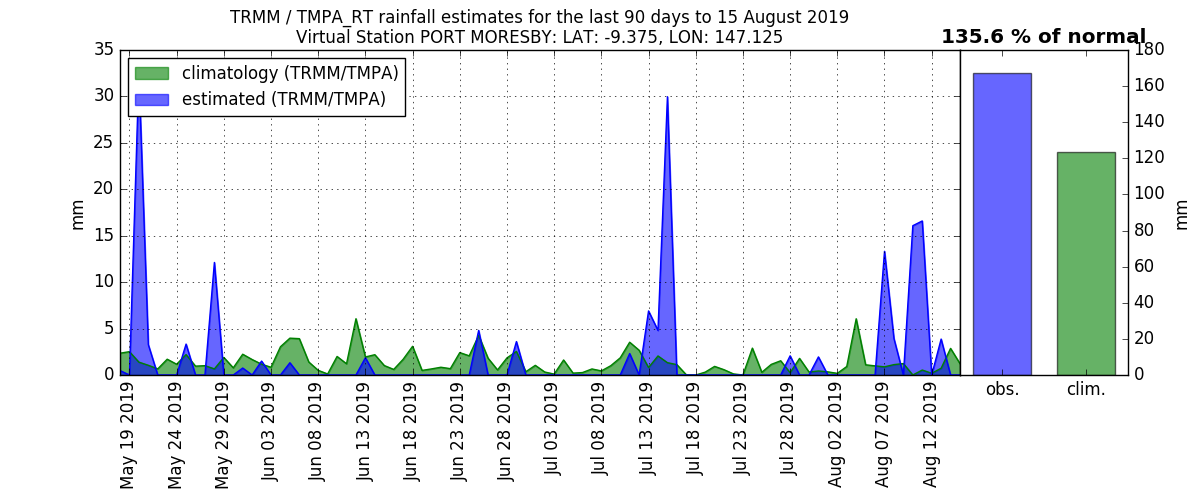 TRMM / TMPA_RT rainfall estimates for the last 90 days to 15 August 2019
Virtual Station PORT MORESBY: LAT: -9.375, LON: 147.125
135.6 % of normal
climatology (TRMM/TMPA)
estimated (TRMM/TMPA)
35
30
25
20
15
10
5
0
mm
May 19 2019
May 24 2019
May 29 2019
Jun 03 2019
Jun 08 2019
Jun 13 2019
Jun 18 2019
Jun 23 2019
Jun 28 2019
Jul 03 2019
Jul 08 2019
Jul 13 2019
Jul 18 2019
Jul 23 2019
Jul 28 2019
Aug 02 2019
Aug 07 2019
Aug 12 2019
obs.
clim.
180
160
140
120
100
80
60
40
20
0
mm